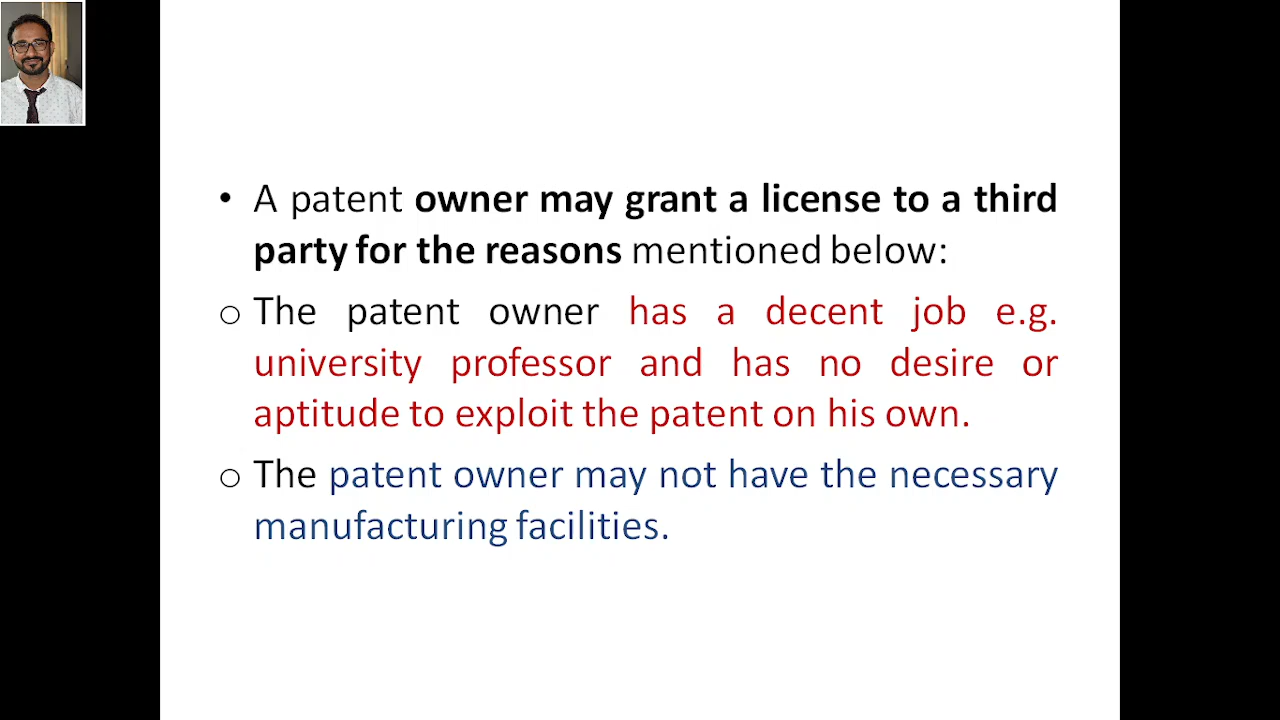 • A patent owner may grant a license to a third
party for the reasons mentioned below:
o The patent owner has a decent job e.g.
university professor and has no desire or
aptitude to exploit the patent on his own.
o The patent owner may not have the necessary
manufacturing facilities.